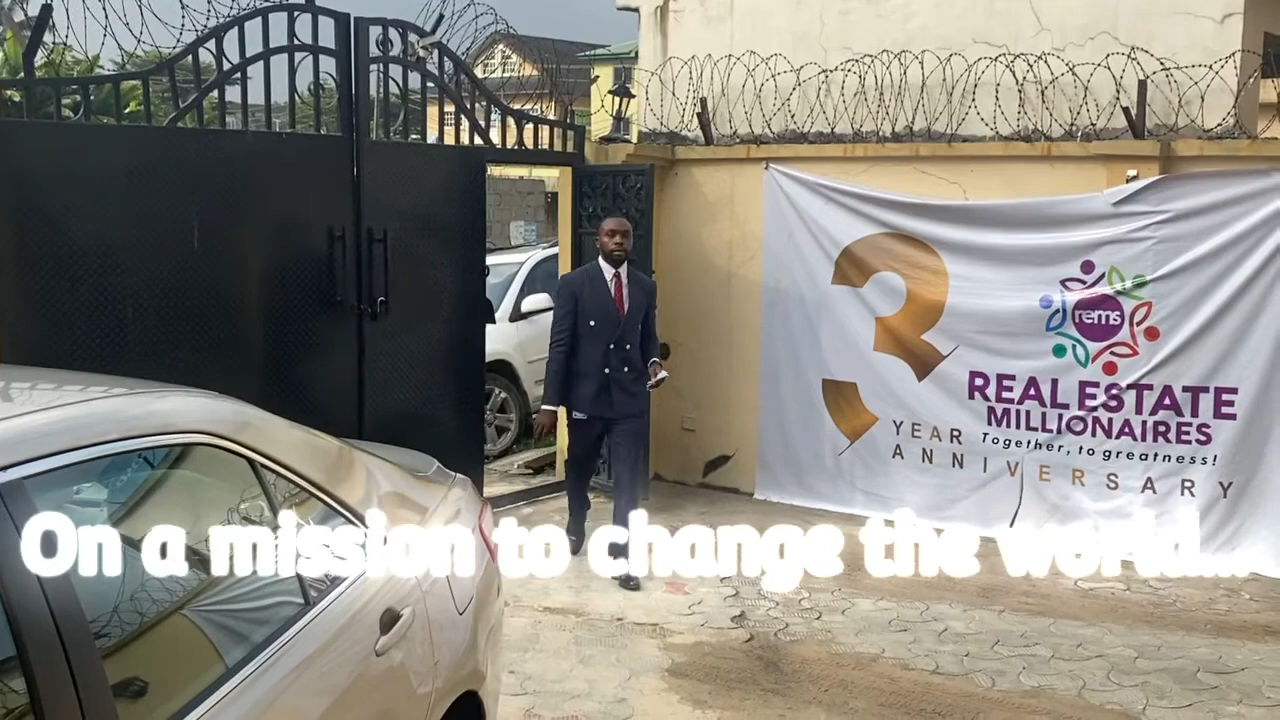 3
rems
REAL ESTATE
MILLIONAIRES
Together, to greatness!
YEAR
ANNIVERSARY
On a mission to change the world...